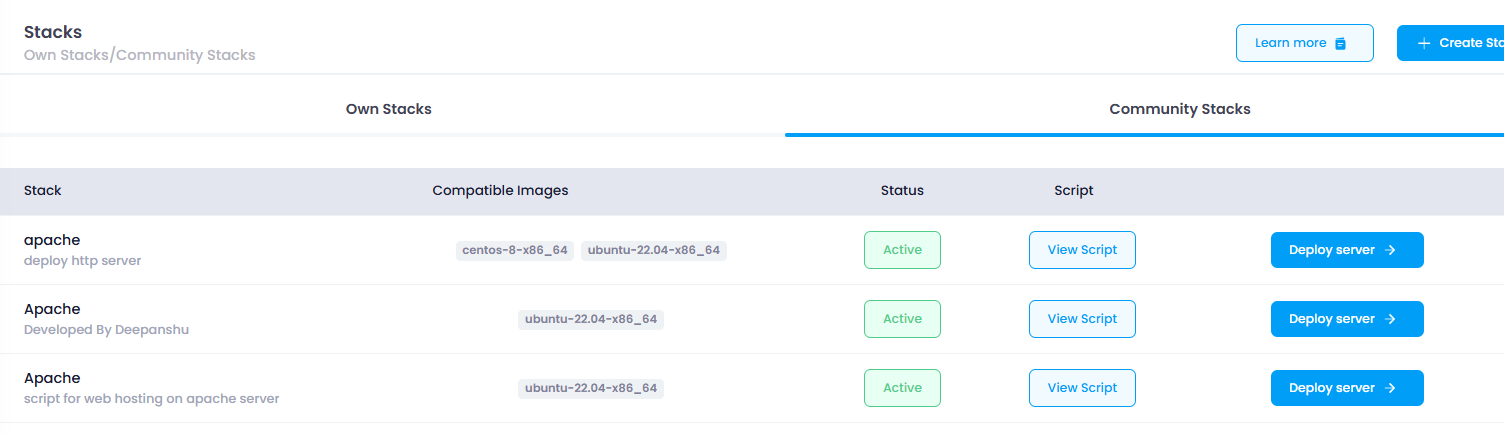 Stacks
Own Stacks/Community Stacks
Learn more
Create Sta
Own Stacks
Community Stacks
Stack
Compatible Images
Status
Script
apache
deploy http server
centos-8-x86_64
ubuntu-22.04-x86_64
Active
View Script
Deploy server
Apache
Developed By Deepanshu
ubuntu-22.04-x86_64
Active
View Script
Deploy server
Apache
script for web hosting on apache server
ubuntu-22.04-x86_64
Active
View Script
Deploy server